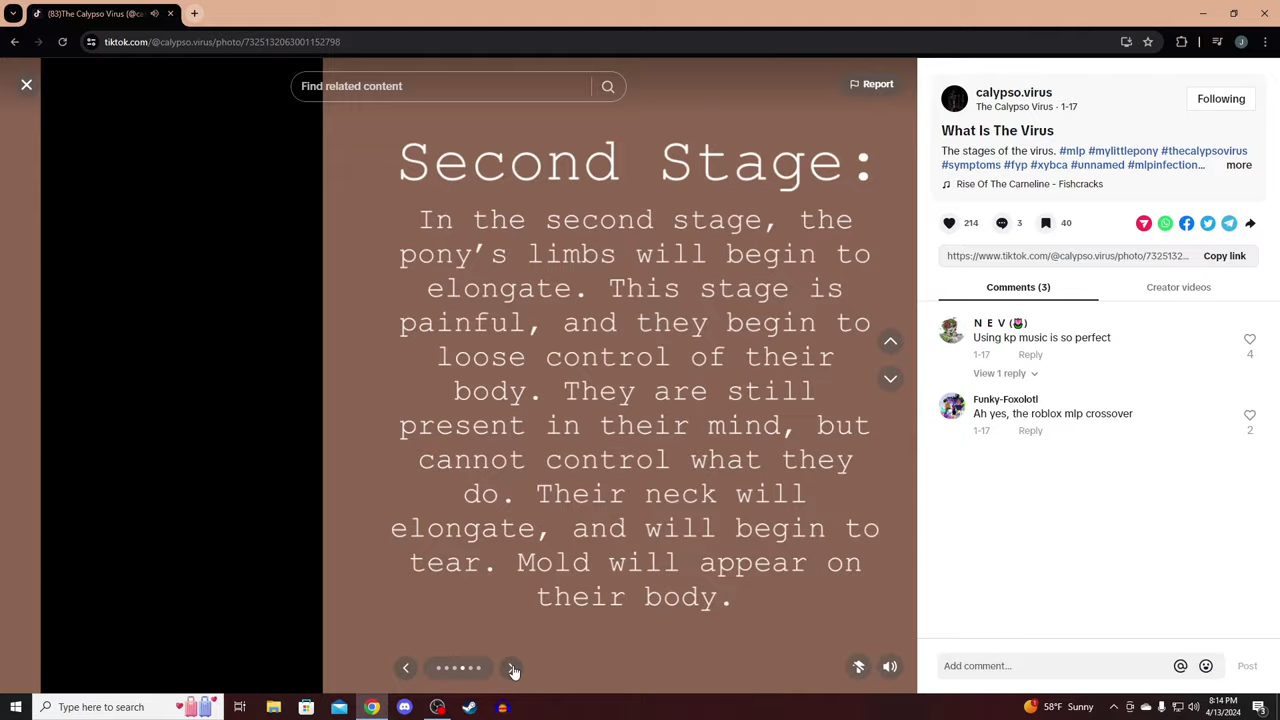 (83)The Calypso Virus (@ca
tiktok.com/@calypso.virus/photo/7325132063001152798
Find related content
Report
Second Stage:
In the second stage, the
pony's limbs will begin to
elongate. This stage is
painful, and they begin to
loose control of their
body. They are still
present in their mind, but
cannot control what they
do. Their neck will
elongate, and will begin to
tear. Mold will appear on
their body.
calypso.virus
The Calypso Virus · 1-17
Following
What Is The Virus
The stages of the virus. #mlp #mylittlepony #thecalypsovirus
#symptoms #fyp #xybca #unnamed #mlpinfection... more
Rise Of The Cameline - Fishcracks
214
3
40
https://www.tiktok.com/@calypso.virus/photo/7325132...
Copy link
Comments (3)
Creator videos
N E V (🌷)
Using kp music is so perfect
1-17 Reply
4
View 1 reply
Funky-Foxolotl
Ah yes, the roblox mlp crossover
1-17 Reply
2
Add comment...
Post
Type here to search
58°F Sunny
8:14 PM
4/13/2024